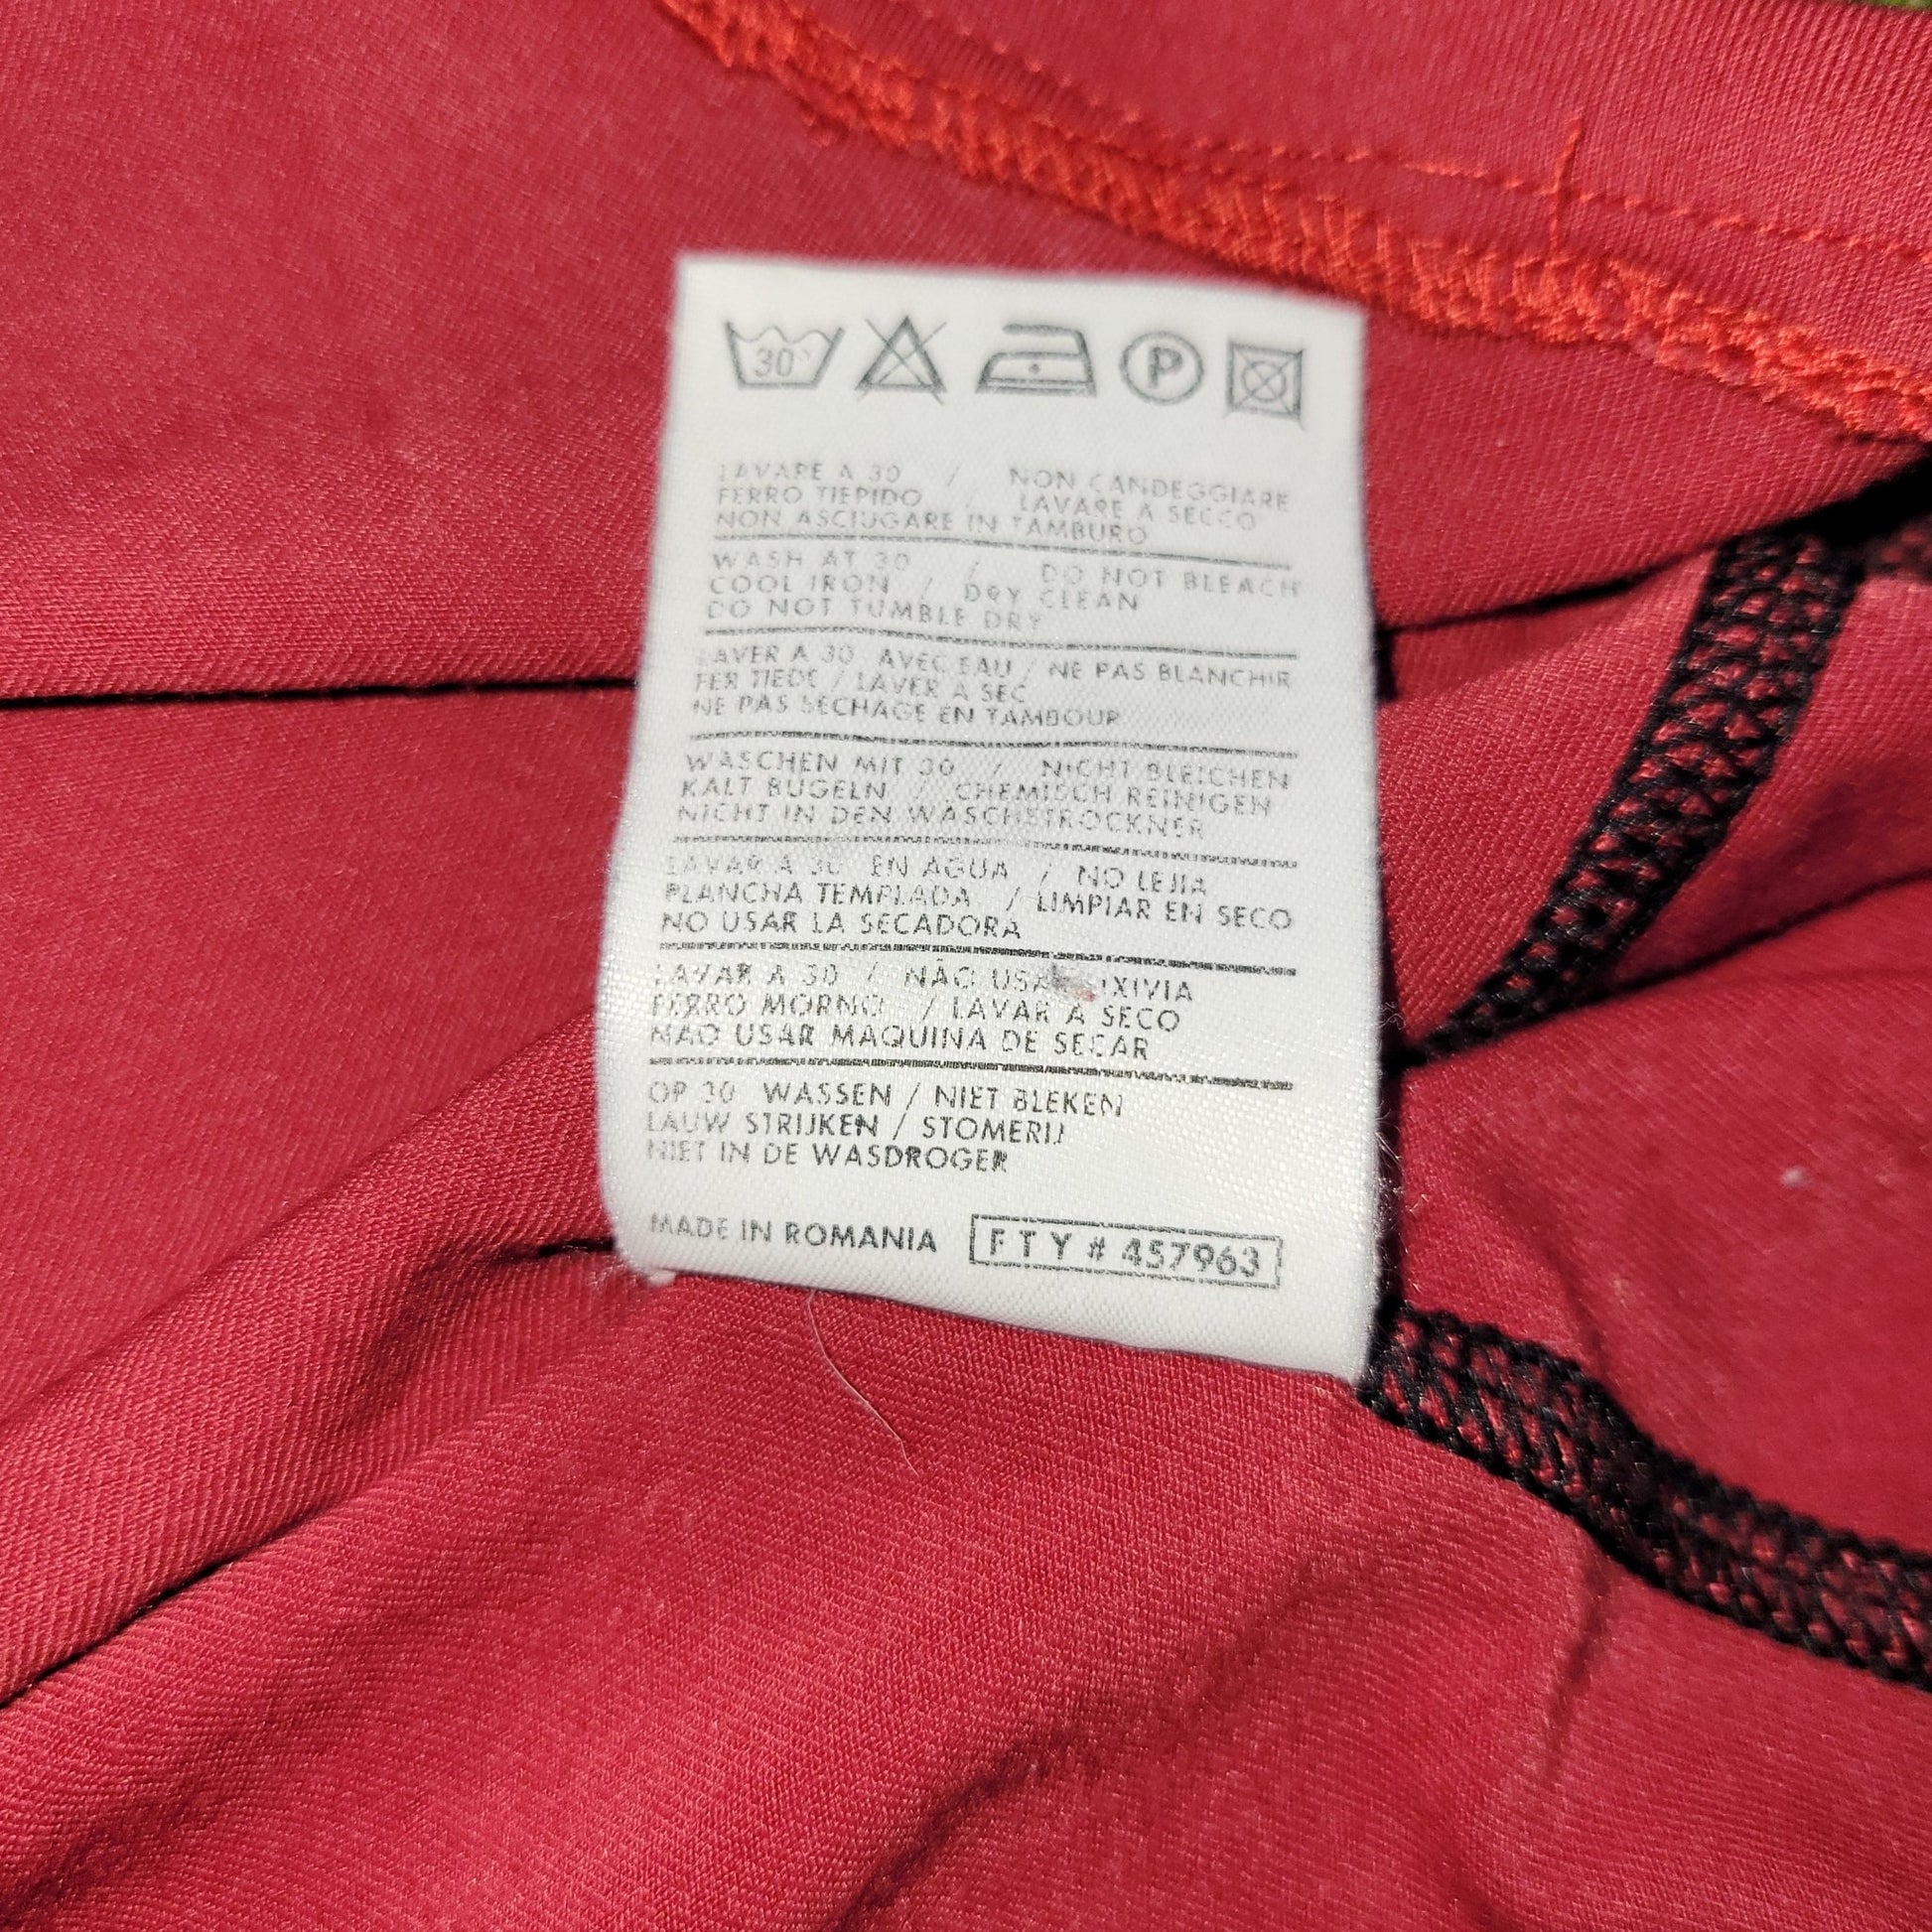 30°
P
LAVARE A 30 / NON CANDEGGIARE
FERRO TIEPIDO / LAVARE A SECCO
NON ASCIUGARE IN TAMBURO
WASH AT 30 / DO NOT BLEACH
COOL IRON / DRY CLEAN
DO NOT TUMBLE DRY
LAVER A 30 AVEC EAU / NE PAS BLANCHIR
FER TIEDE / LAVER A SEC
NE PAS SECHAGE EN TAMBOUR
WASCHEN MIT 30 / NICHT BLEICHEN
KALT BUGELN / CHEMISCH REINIGEN
NICHT IN DEN WASCHETROCKNER
LAVAR A 30 EN AGUA / NO LEJIA
PLANCHA TEMPLADA / LIMPIAR EN SECO
NO USAR LA SECADORA
LAVAR A 30 / NÃO USAR
FERRO MORNO / LAVAR A SECO
NAO USAR MAQUINA DE SECAR
OP 30 WASSEN / NIET BLEKEN
LAUW STRIJKEN / STOMERIJ
NIET IN DE WASDROGER
MADE IN ROMANIA FTY # 457963